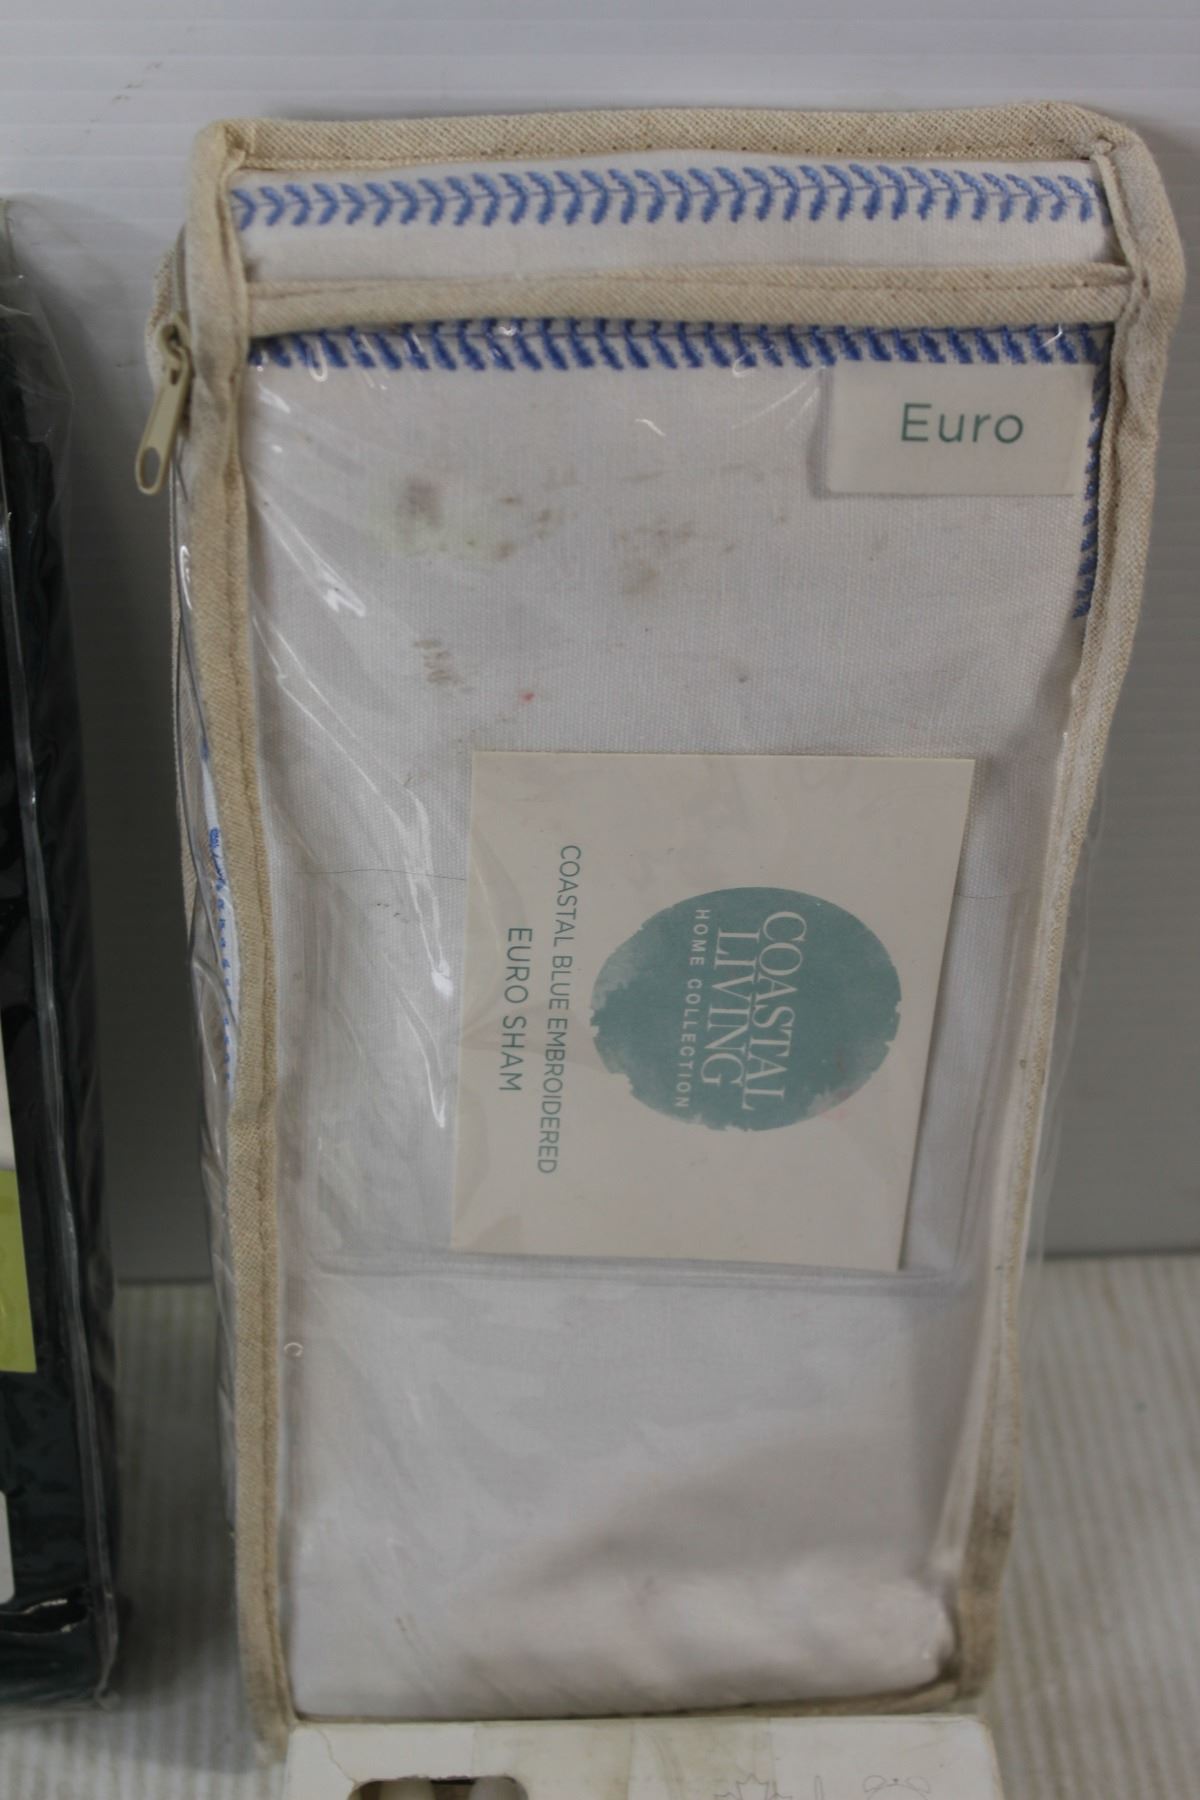 Euro
COASTAL
LIVING
HOME COLLECTION
COASTAL BLUE EMBROIDERED
EURO SHAM